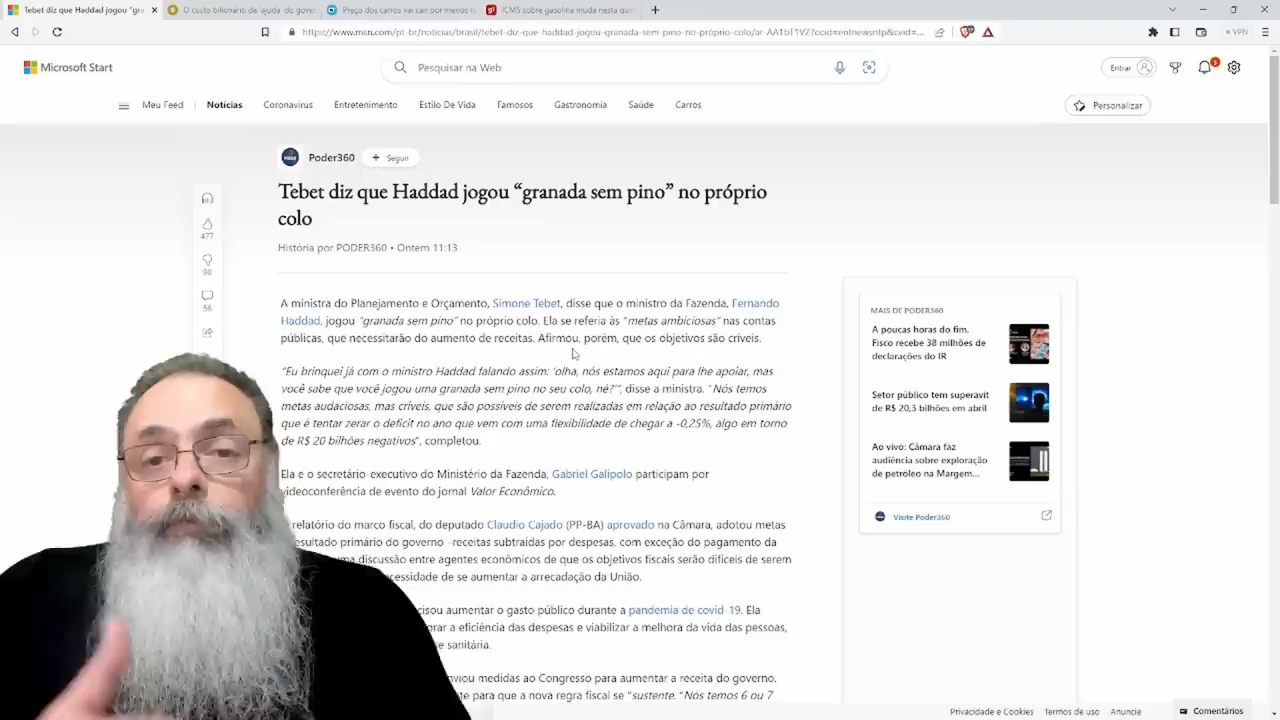 Tebet diz que Haddad jogou "gra
O custo bilionário da 'ajuda' do gover
Preço dos carros vai cair por menos t
ICMS sobre gasolina muda nesta qu
https://www.msn.com/pt-br/noticias/brasil/tebet-diz-que-haddad-jogou-granada-sem-pino-no-próprio-colo/ar-AA1bT1VZ?ocid=entnewsntp&cvid=...
VPN
Microsoft Start
Pesquisar na Web
Entrar
Meu Feed
Notícias
Coronavirus
Entretenimento
Estilo De Vida
Famosos
Gastronomia
Saúde
Carros
Personalizar
Poder360
Seguir
Tebet diz que Haddad jogou “granada sem pino” no próprio
colo
História por PODER360 • Ontem 11:13
477
90
56
A ministra do Planejamento e Orçamento, Simone Tebet, disse que o ministro da Fazenda, Fernando
Haddad, jogou “granada sem pino” no próprio colo. Ela se referia às “metas ambiciosas” nas contas
públicas, que necessitarão do aumento de receitas. Afirmou, porém, que os objetivos são críveis.
“Eu brinquei já com o ministro Haddad falando assim: ‘olha, nós estamos aqui para lhe apoiar, mas
você sabe que você jogou uma granada sem pino no seu colo, né?’”, disse a ministra. “Nós temos
metas audaciosas, mas críveis, que são possíveis de serem realizadas em relação ao resultado primário
que é tentar zerar o deficit no ano que vem com uma flexibilidade de chegar a -0,25%, algo em torno
de R$ 20 bilhões negativos”, completou.
Ela e o secretário-executivo do Ministério da Fazenda, Gabriel Galípolo participam por
videoconferência de evento do jornal Valor Econômico.
relatório do marco fiscal, do deputado Claudio Cajado (PP-BA) aprovado na Câmara, adotou metas
resultado primário do governo –receitas subtraídas por despesas, com exceção do pagamento da
uma discussão entre agentes econômicos de que os objetivos fiscais serão difíceis de serem
cessidade de se aumentar a arrecadação da União.
cisou aumentar o gasto público durante a pandemia de covid-19. Ela
orar a eficiência das despesas e viabilizar a melhora da vida das pessoas,
se sanitária.
nviou medidas ao Congresso para aumentar a receita do governo.
te para que a nova regra fiscal se “sustente. “Nós temos 6 ou 7
MAIS DE PODER360
A poucas horas do fim,
Fisco recebe 38 milhões de
declarações do IR
Setor público tem superavit
de R$ 20,3 bilhões em abril
Ao vivo: Câmara faz
audiência sobre exploração
de petróleo na Margem...
Visite Poder360
Privacidade e Cookies
Termos de uso
Anuncie
Comentários